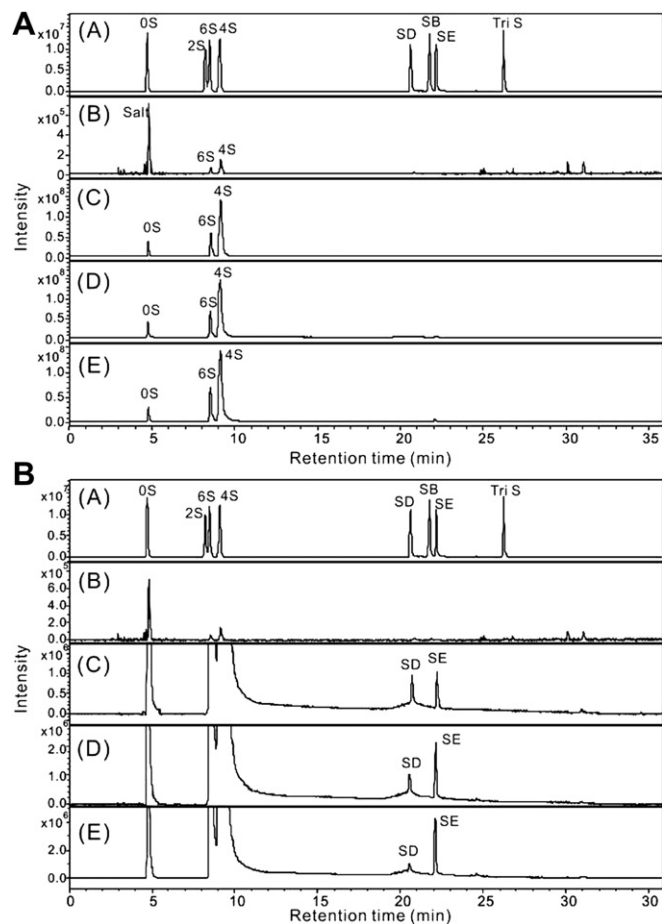 A
x10⁷
(A)
0S
2S
6S
4S
SD
SB
SE
Tri S
1.0
0.5
0.0
x10⁵
(B)
Salt
6S
4S
4
2
0
x10⁸
(C)
0S
6S
4S
1.0
0.5
0.0
x10⁸
(D)
0S
6S
4S
1.0
0.5
0.0
x10⁸
(E)
0S
6S
4S
1.0
0.5
0.0
Intensity
0 5 10 15 20 25 30 35
Retention time (min)
B
x10⁷
(A)
0S
2S
6S
4S
SD
SB
SE
Tri S
1.0
0.5
0.0
x10⁵
(B)
6.0
4.0
2.0
0.0
x10⁶
(C)
SD
SE
1.0
0.5
0.0
x10⁶
(D)
SD
SE
2.0
1.0
0.0
x10⁶
(E)
SD
SE
2.0
0.0
Intensity
0 5 10 15 20 25 30 35
Retention time (min)